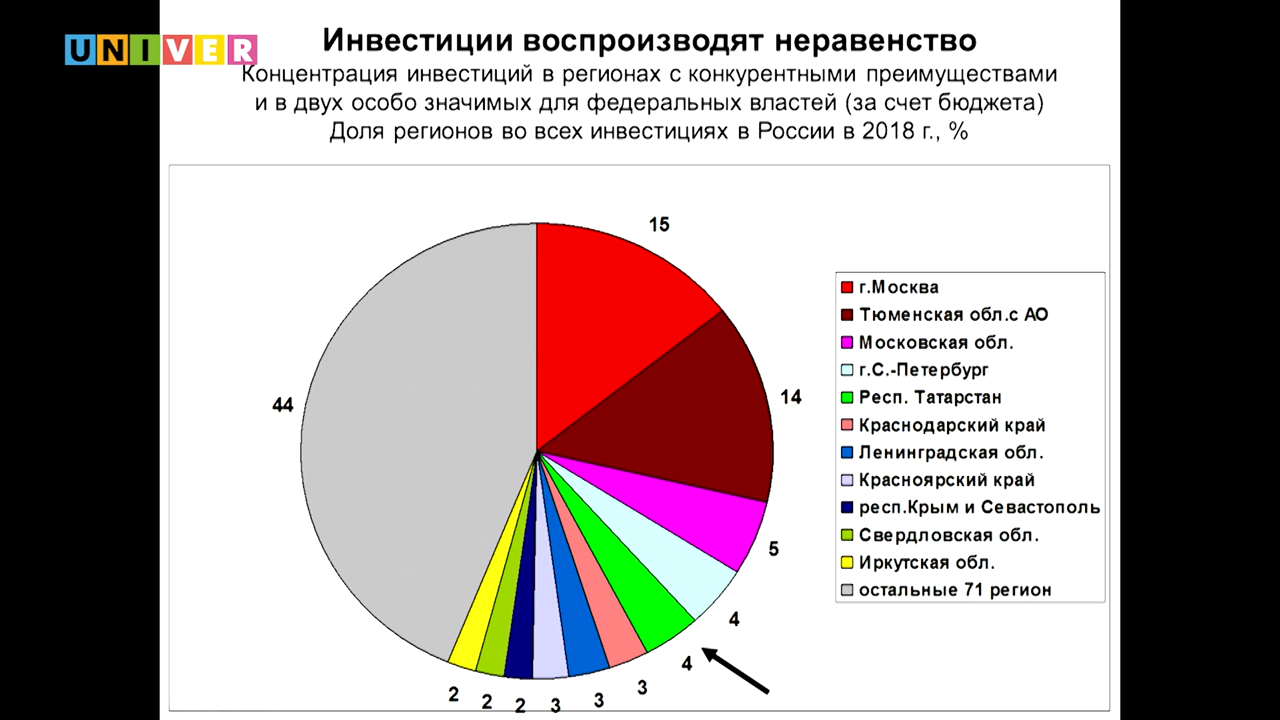 UNIVER
Инвестиции воспроизводят неравенство
Концентрация инвестиций в регионах с конкурентными преимуществами
и в двух особо значимых для федеральных властей (за счет бюджета)
Доля регионов во всех инвестициях в России в 2018 г., %
15
14
5
4
4
3
3
3
2
2
2
44
г.Москва
Тюменская обл.с АО
Московская обл.
г.С.-Петербург
Респ. Татарстан
Краснодарский край
Ленинградская обл.
Красноярский край
респ.Крым и Севастополь
Свердловская обл.
Иркутская обл.
остальные 71 регион